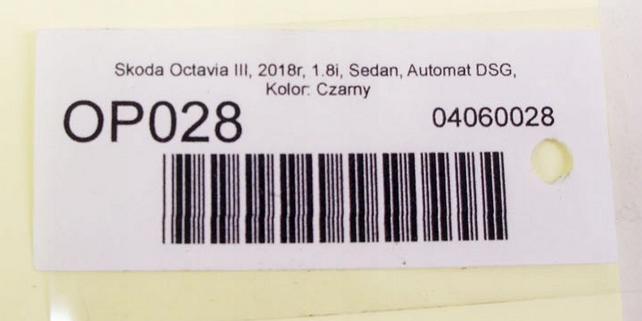 Skoda Octavia III, 2018r, 1.8i, Sedan, Automat DSG,
Kolor: Czarny
OP028
04060028